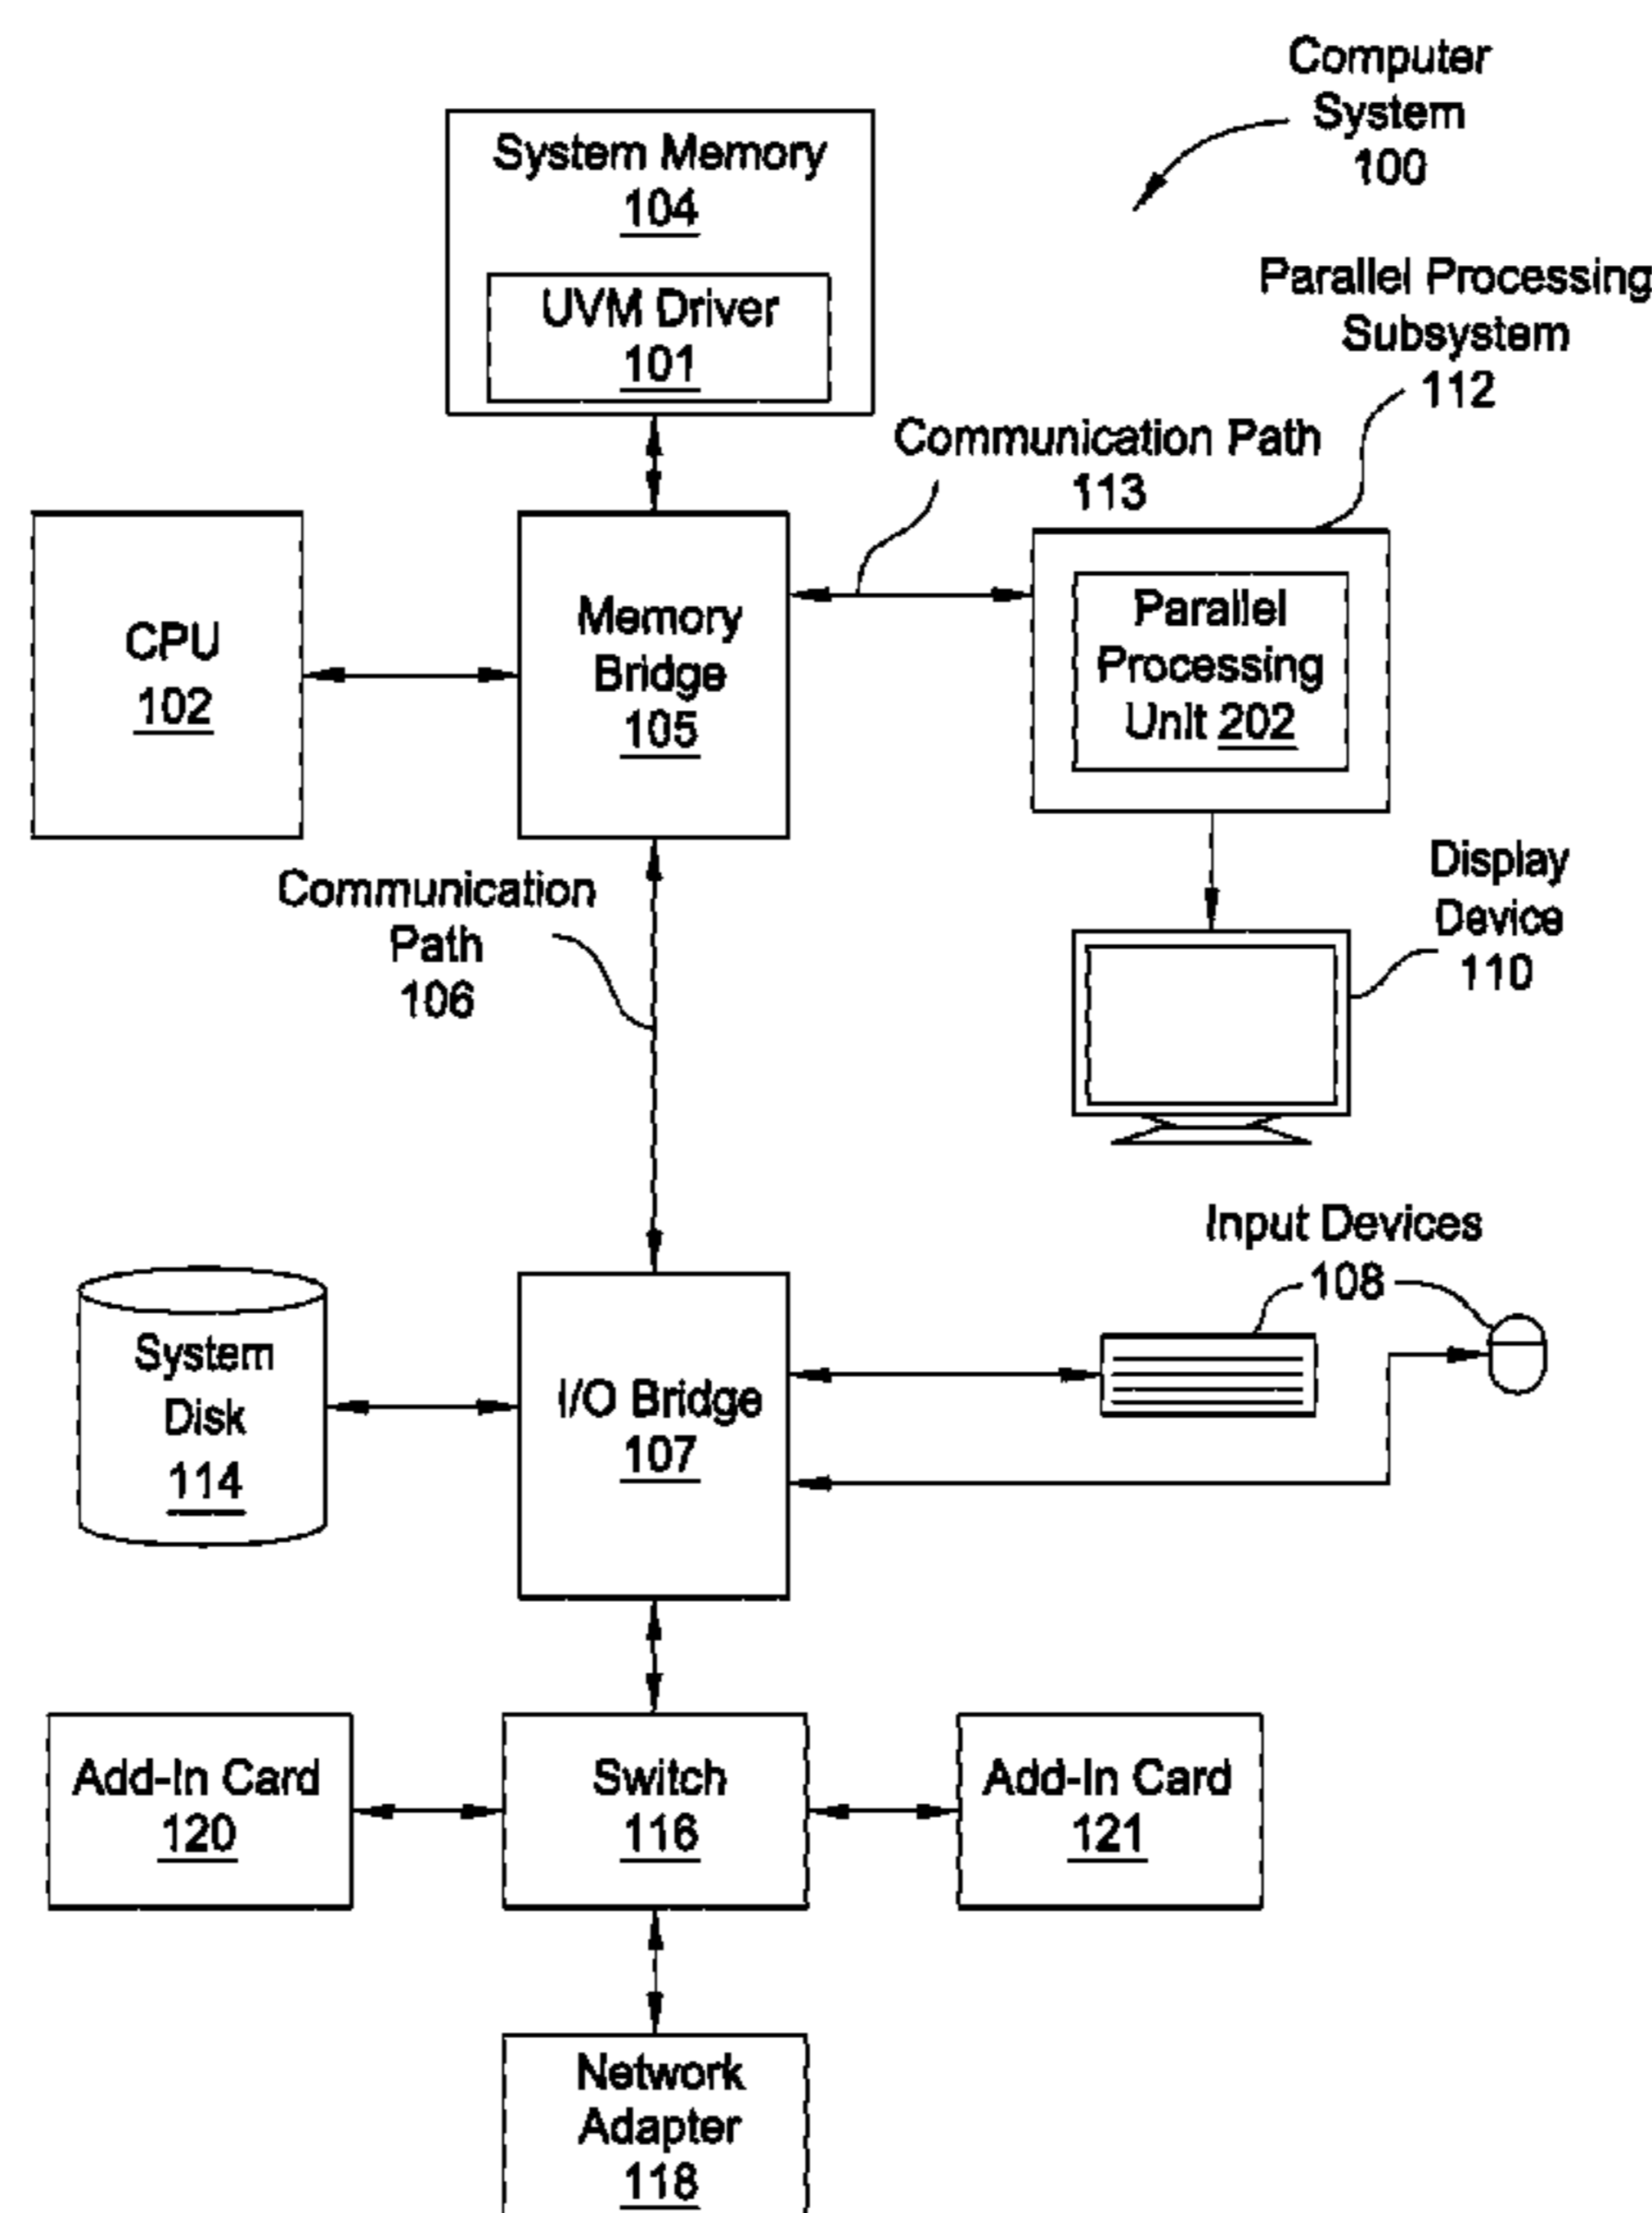 Computer
System
100
System Memory
104
UVM Driver
101
Parallel Processing
Subsystem
112
Communication Path
113
CPU
102
Memory
Bridge
105
Parallel
Processing
Unit 202
Communication
Path
106
Display
Device
110
Input Devices
108
System
Disk
114
I/O Bridge
107
Add-In Card
120
Switch
116
Add-In Card
121
Network
Adapter
118